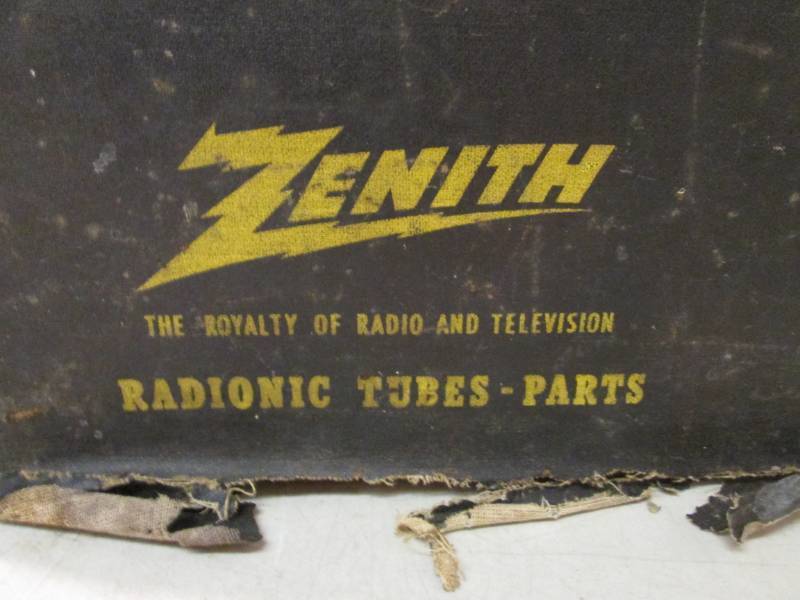 ZENITH
THE ROYALTY OF RADIO AND TELEVISION
RADIONIC TUBES - PARTS